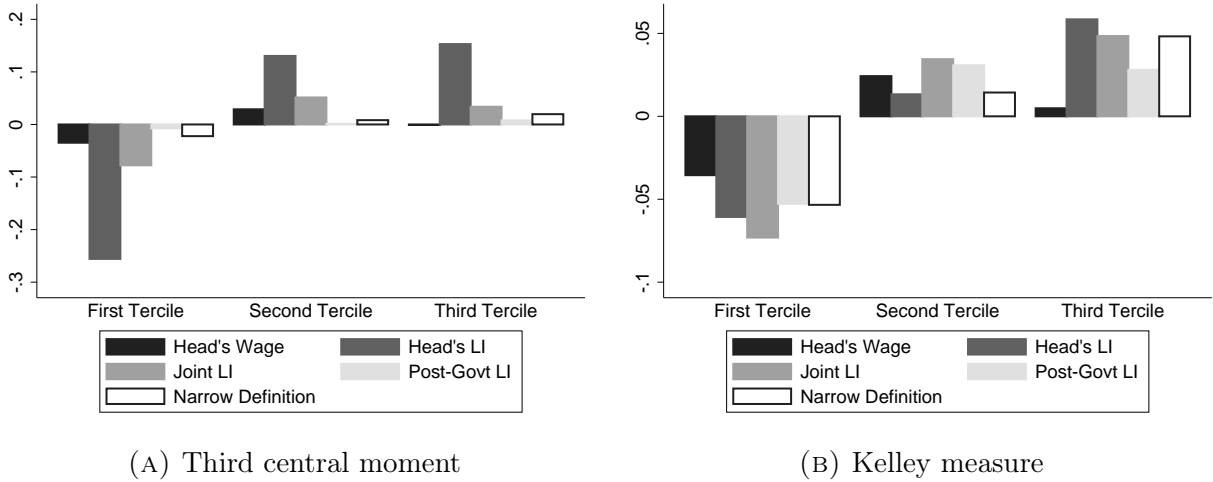 .2
.1
0
-.1
-.2
-.3
First Tercile Second Tercile Third Tercile
Head's Wage Head's LI
Joint LI Post-Govt LI
Narrow Definition
(A) Third central moment
.05
0
-.05
-.1
First Tercile Second Tercile Third Tercile
Head's Wage Head's LI
Joint LI Post-Govt LI
Narrow Definition
(B) Kelley measure